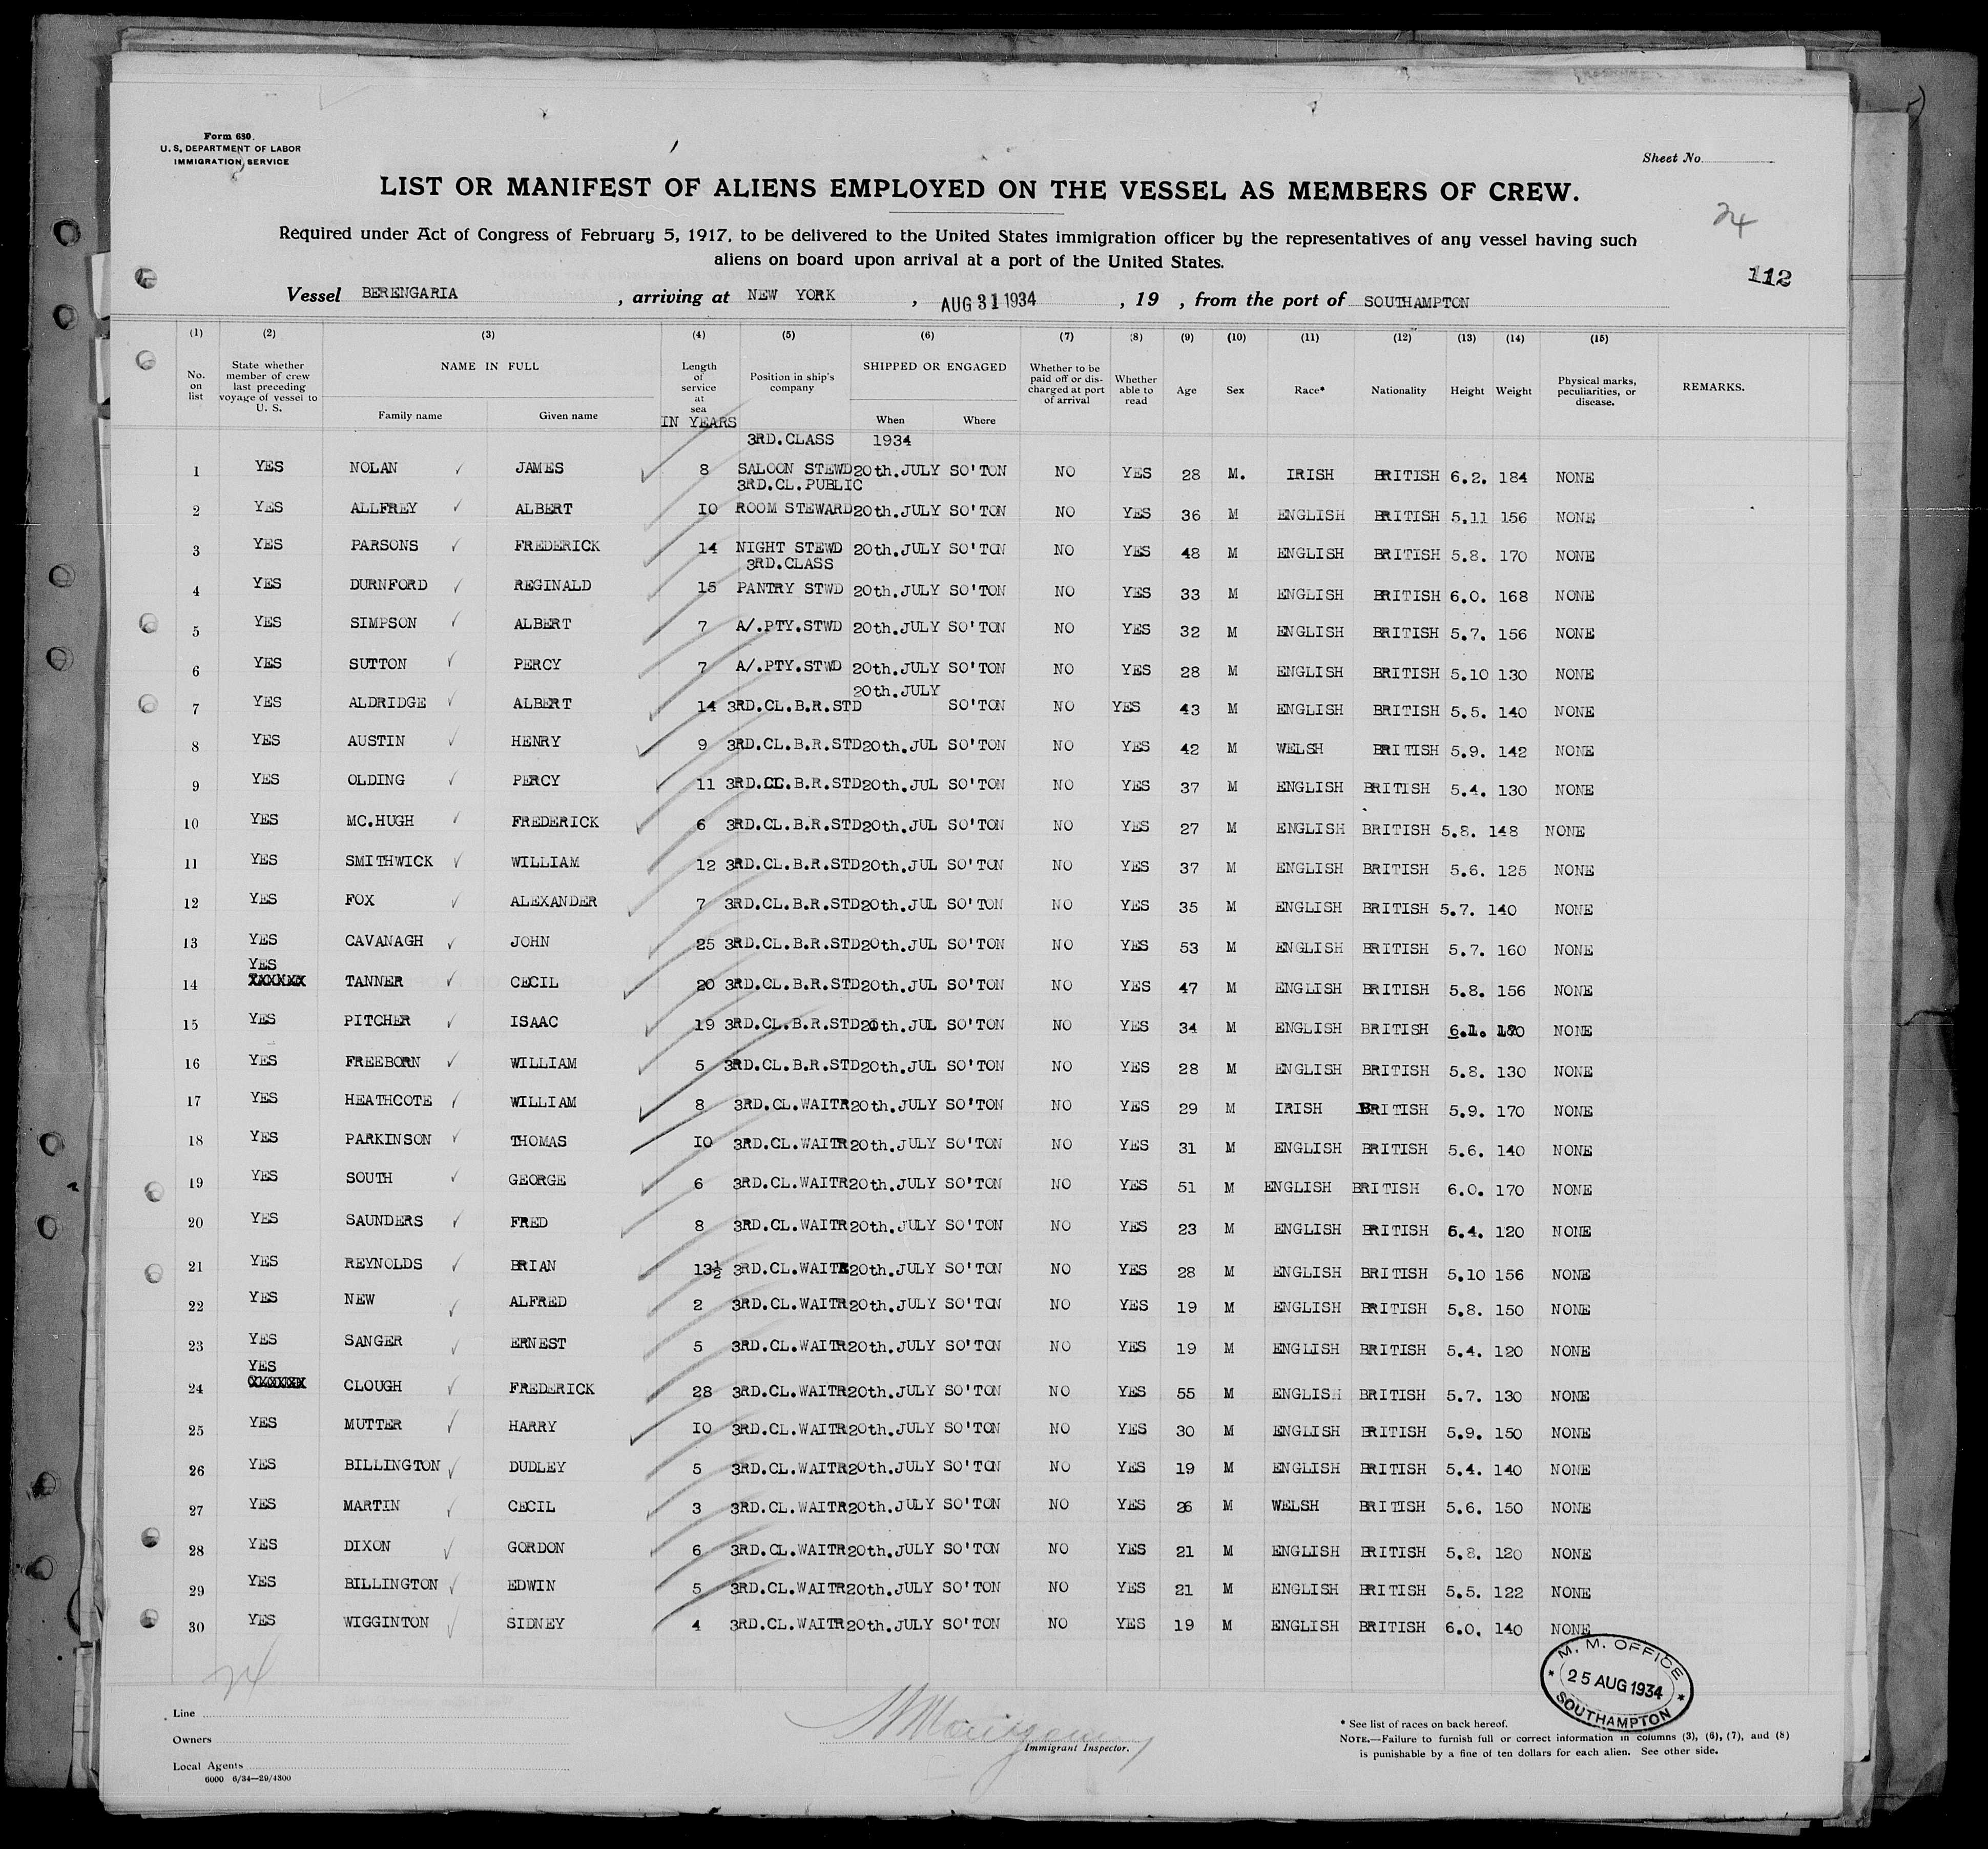 Form 680.
U. S. DEPARTMENT OF LABOR
IMMIGRATION SERVICE
Sheet No.
LIST OR MANIFEST OF ALIENS EMPLOYED ON THE VESSEL AS MEMBERS OF CREW.
24
Required under Act of Congress of February 5, 1917, to be delivered to the United States immigration officer by the representatives of any vessel having such
aliens on board upon arrival at a port of the United States.
112
Vessel BERENGARIA , arriving at NEW YORK , AUG 31 1934 , 19 , from the port of SOUTHAMPTON
(1) (2) (3) (4) (5) (6) (7) (8) (9) (10) (11) (12) (13) (14) (15)
No. on list State whether member of crew last preceding voyage of vessel to U. S. NAME IN FULL Family name Given name Length of service at sea IN YEARS Position in ship's company SHIPPED OR ENGAGED When Where Whether to be paid off or discharged at port of arrival Whether able to read Age Sex Race* Nationality Height Weight Physical marks, peculiarities, or disease. REMARKS.
3RD.CLASS 1934
1 YES NOLAN JAMES 8 SALOON STEWD 20th.JULY SO'TON NO YES 28 M. IRISH BRITISH 6.2. 184 NONE
3RD.CL.PUBLIC
2 YES ALLFREY ALBERT 10 ROOM STEWARD 20th.JULY SO'TON NO YES 36 M ENGLISH BRITISH 5.11 156 NONE
3 YES PARSONS FREDERICK 14 NIGHT STEWD 20th.JULY SO'TON NO YES 48 M ENGLISH BRITISH 5.8. 170 NONE
3RD.CLASS
4 YES DURNFORD REGINALD 15 PANTRY STWD 20th.JULY SO'TON NO YES 33 M ENGLISH BRITISH 6.0. 168 NONE
5 YES SIMPSON ALBERT 7 A/.PTY.STWD 20th.JULY SO'TON NO YES 32 M ENGLISH BRITISH 5.7. 156 NONE
6 YES SUTTON PERCY 7 A/.PTY.STWD 20th.JULY SO'TON NO YES 28 M ENGLISH BRITISH 5.10 130 NONE
20th.JULY
7 YES ALDRIDGE ALBERT 14 3RD.CL.B.R.STD SO'TON NO YES 43 M ENGLISH BRITISH 5.5. 140 NONE
8 YES AUSTIN HENRY 9 3RD.CL.B.R.STD 20th.JUL SO'TON NO YES 42 M WELSH BRITISH 5.9. 142 NONE
9 YES OLDING PERCY 11 3RD.CL.B.R.STD 20th.JUL SO'TON NO YES 37 M ENGLISH BRITISH 5.4. 130 NONE
10 YES MC.HUGH FREDERICK 6 3RD.CL.B.R.STD 20th.JUL SO'TON NO YES 27 M ENGLISH BRITISH 5.8. 148 NONE
11 YES SMITHWICK WILLIAM 12 3RD.CL.B.R.STD 20th.JUL SO'TON NO YES 37 M ENGLISH BRITISH 5.6. 125 NONE
12 YES FOX ALEXANDER 7 3RD.CL.B.R.STD 20th.JUL SO'TON NO YES 35 M ENGLISH BRITISH 5.7. 140 NONE
13 YES CAVANAGH JOHN 25 3RD.CL.B.R.STD 20th.JUL SO'TON NO YES 53 M ENGLISH BRITISH 5.7. 160 NONE
YES
14 TANNER CECIL 20 3RD.CL.B.R.STD 20th.JUL SO'TON NO YES 47 M ENGLISH BRITISH 5.8. 156 NONE
15 YES PITCHER ISAAC 19 3RD.CL.B.R.STD 20th.JUL SO'TON NO YES 34 M ENGLISH BRITISH 6.1. NONE
16 YES FREEBORN WILLIAM 5 3RD.CL.B.R.STD 20th.JUL SO'TON NO YES 28 M ENGLISH BRITISH 5.8. 130 NONE
17 YES HEATHCOTE WILLIAM 8 3RD.CL.WAITR 20th.JULY SO'TON NO YES 29 M IRISH BRITISH 5.9. 170 NONE
18 YES PARKINSON THOMAS 10 3RD.CL.WAITR 20th.JULY SO'TON NO YES 31 M ENGLISH BRITISH 5.6. 140 NONE
19 YES SOUTH GEORGE 6 3RD.CL.WAITR 20th.JULY SO'TON NO YES 51 M ENGLISH BRITISH 6.0. 170 NONE
20 YES SAUNDERS FRED 8 3RD.CL.WAITR 20th.JULY SO'TON NO YES 23 M ENGLISH BRITISH 5.4. 120 NONE
21 YES REYNOLDS BRIAN 13½ 3RD.CL.WAITR 20th.JULY SO'TON NO YES 28 M ENGLISH BRITISH 5.10 156 NONE
22 YES NEW ALFRED 2 3RD.CL.WAITR 20th.JULY SO'TON NO YES 19 M ENGLISH BRITISH 5.8. 150 NONE
23 YES SANGER ERNEST 5 3RD.CL.WAITR 20th.JULY SO'TON NO YES 19 M ENGLISH BRITISH 5.4. 120 NONE
YES
24 CLOUGH FREDERICK 28 3RD.CL.WAITR 20th.JULY SO'TON NO YES 55 M ENGLISH BRITISH 5.7. 130 NONE
25 YES MUTTER HARRY 10 3RD.CL.WAITR 20th.JULY SO'TON NO YES 30 M ENGLISH BRITISH 5.9. 150 NONE
26 YES BILLINGTON DUDLEY 5 3RD.CL.WAITR 20th.JULY SO'TON NO YES 19 M ENGLISH BRITISH 5.4. 140 NONE
27 YES MARTIN CECIL 3 3RD.CL.WAITR 20th.JULY SO'TON NO YES 26 M WELSH BRITISH 5.6. 150 NONE
28 YES DIXON GORDON 6 3RD.CL.WAITR 20th.JULY SO'TON NO YES 21 M ENGLISH BRITISH 5.8. 120 NONE
29 YES BILLINGTON EDWIN 5 3RD.CL.WAITR 20th.JULY SO'TON NO YES 21 M ENGLISH BRITISH 5.5. 122 NONE
30 YES WIGGINTON SIDNEY 4 3RD.CL.WAITR 20th.JULY SO'TON NO YES 19 M ENGLISH BRITISH 6.0. 140 NONE
M. M. OFFICE
25 AUG 1934
SOUTHAMPTON
24
Line
Owners
Local Agents
6000 6/34—29/4300
Immigrant Inspector.
* See list of races on back hereof.
NOTE.—Failure to furnish full or correct information in columns (3), (6), (7), and (8)
is punishable by a fine of ten dollars for each alien. See other side.